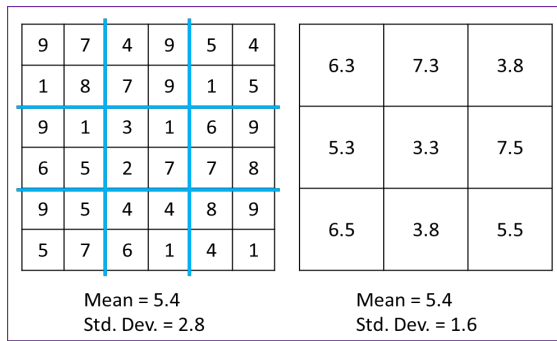 9 7 4 9 5 4
1 8 7 9 1 5
9 1 3 1 6 9
6 5 2 7 7 8
9 5 4 4 8 9
5 7 6 1 4 1
Mean = 5.4
Std. Dev. = 2.8
6.3 7.3 3.8
5.3 3.3 7.5
6.5 3.8 5.5
Mean = 5.4
Std. Dev. = 1.6